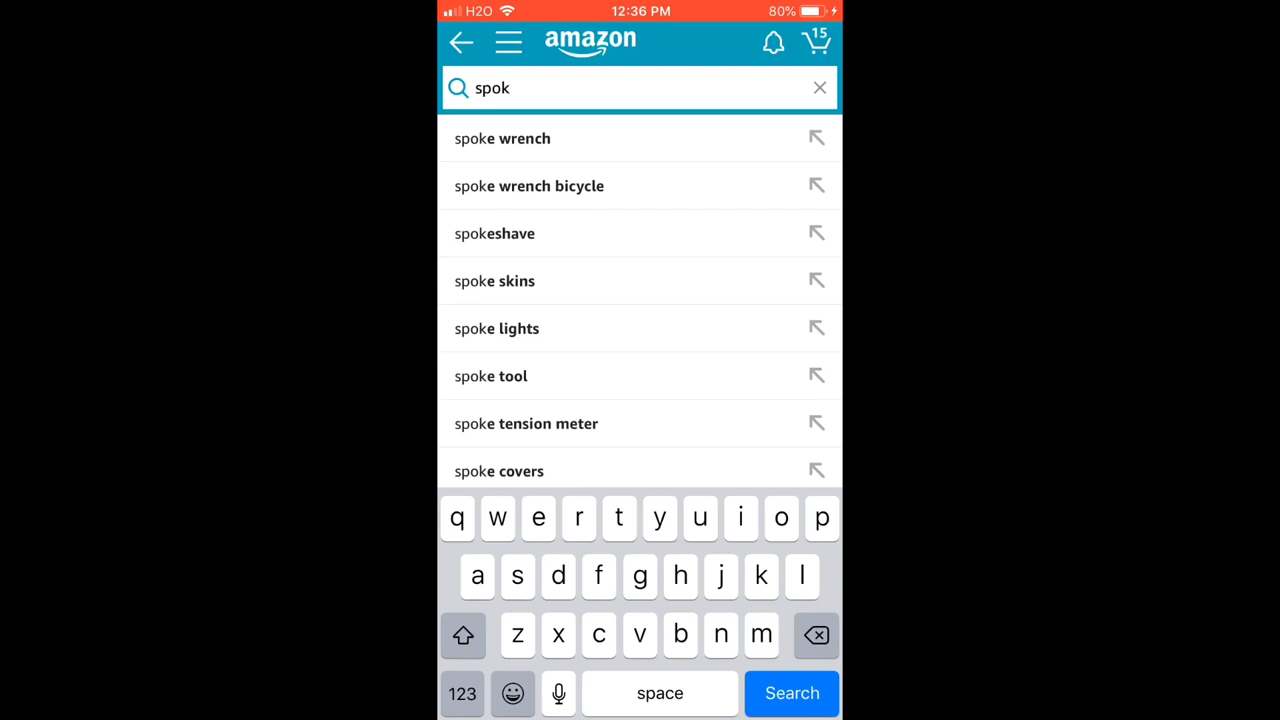 H2O 12:36 PM 80%
amazon 15
spok
spoke wrench
spoke wrench bicycle
spokeshave
spoke skins
spoke lights
spoke tool
spoke tension meter
spoke covers
q w e r t y u i o p
a s d f g h j k l
z x c v b n m
123 space Search